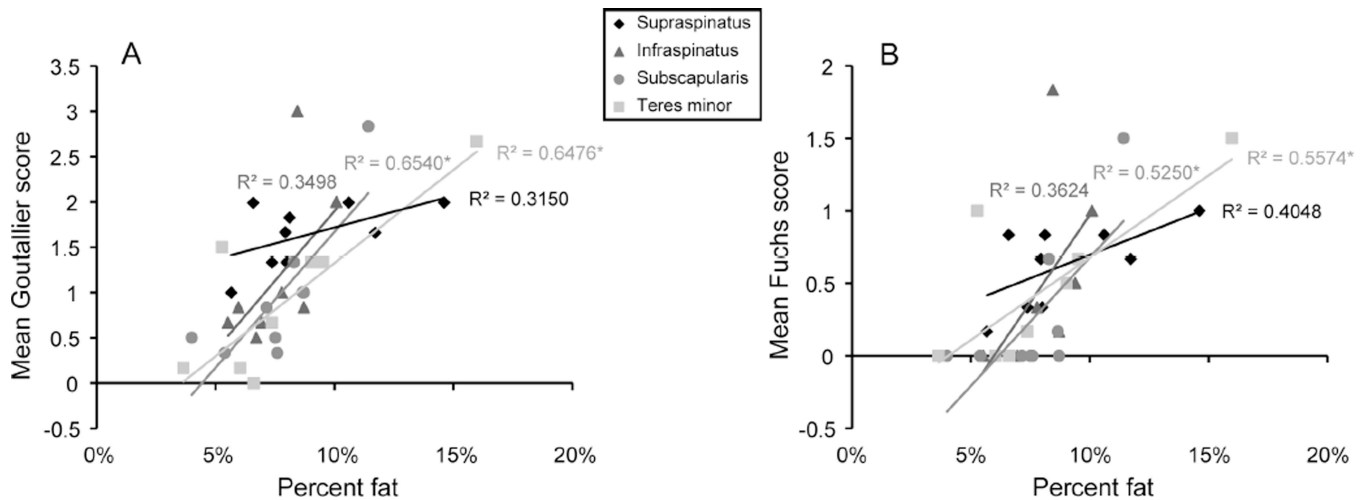 Supraspinatus
Infraspinatus
Subscapularis
Teres minor
A
Mean Goutallier score
3.5
3
2.5
2
1.5
1
0.5
0
-0.5
R² = 0.3498
R² = 0.6540*
R² = 0.6476*
R² = 0.3150
0% 5% 10% 15% 20%
Percent fat
B
Mean Fuchs score
2
1.5
1
0.5
0
-0.5
R² = 0.3624
R² = 0.5250*
R² = 0.5574*
R² = 0.4048
0% 5% 10% 15% 20%
Percent fat